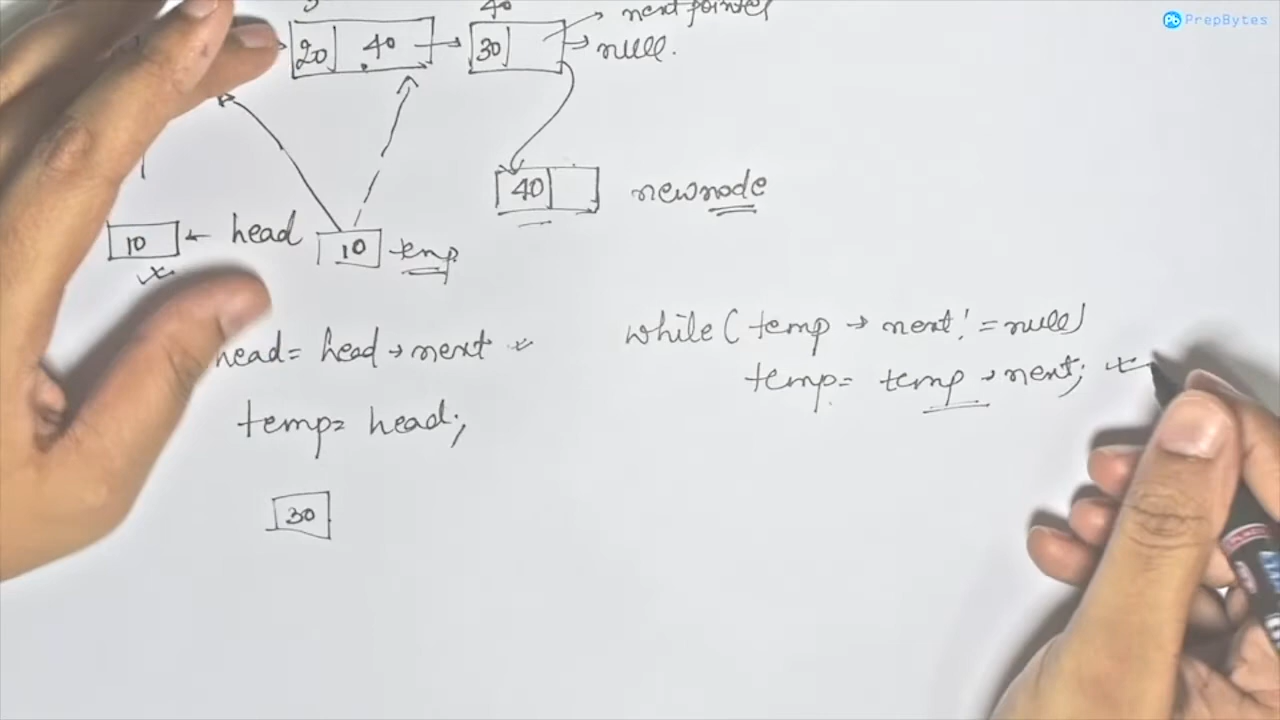 PrepBytes
40
next pointer
20 40 → 30 → null.
40 newnode
10 ← head
10 temp
head = head → next
temp = head;
30
while ( temp → next ! = null )
temp = temp → next;